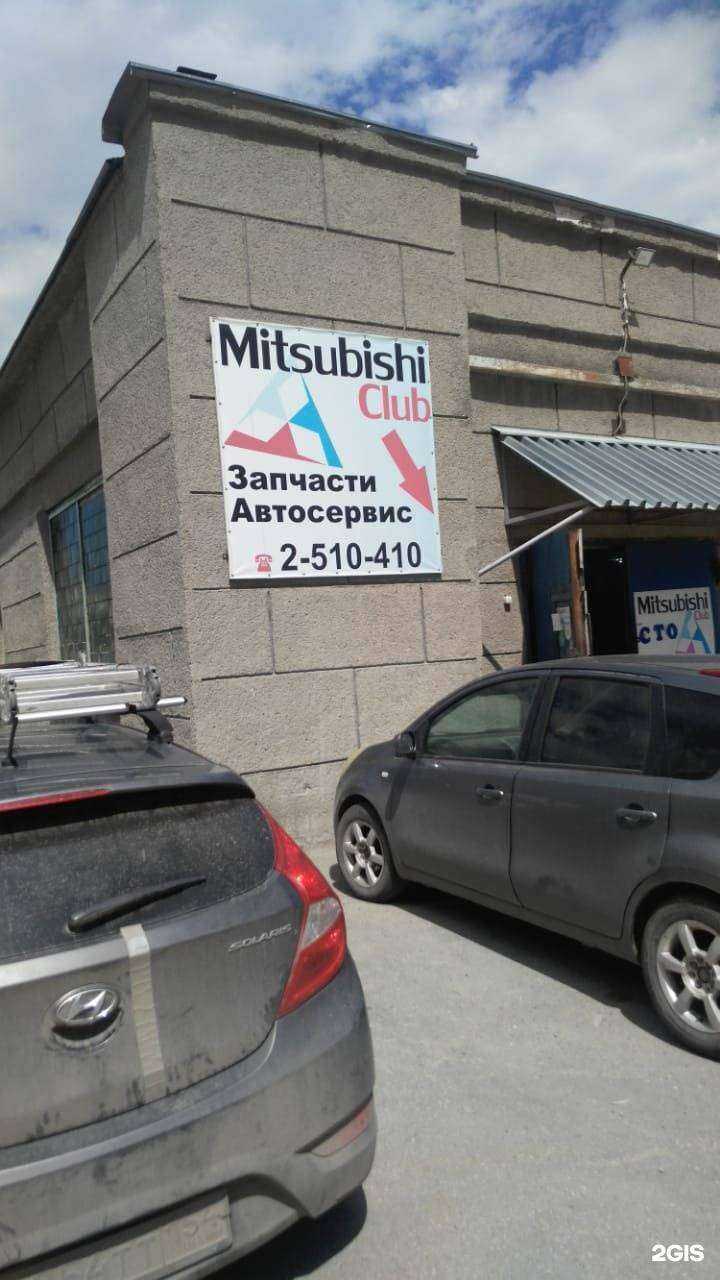 Mitsubishi
Club
Запчасти
Автосервис
2-510-410
Mitsubishi
Club
СТО
SOLARIS
2GIS